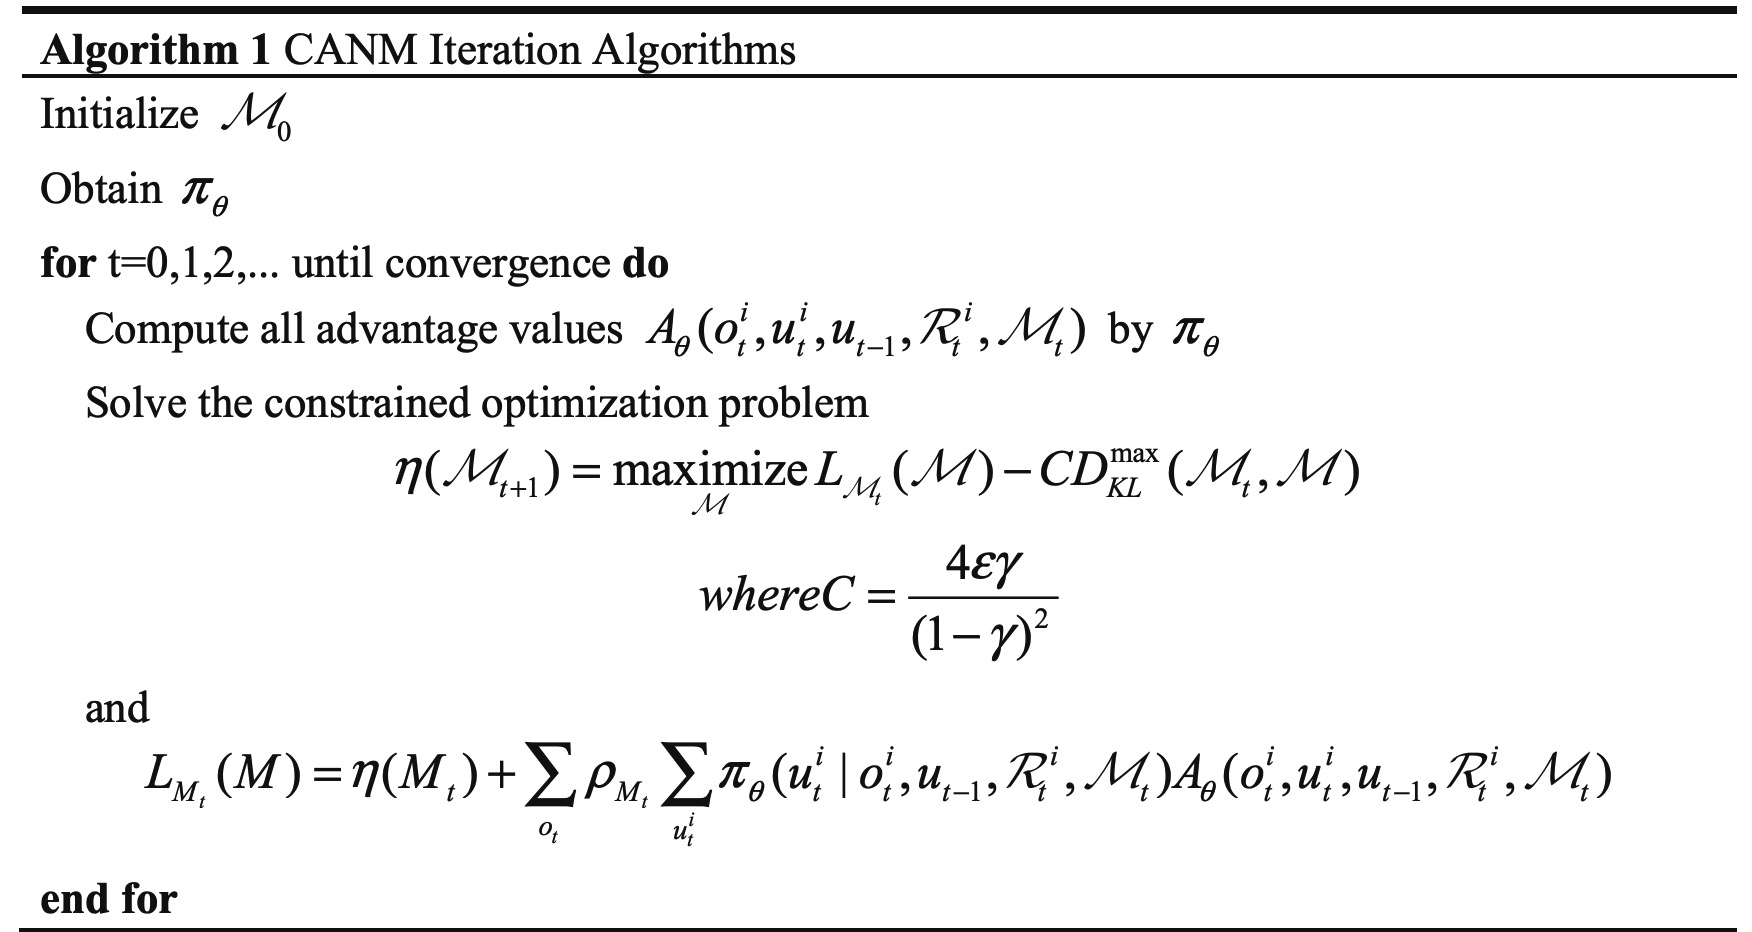 Algorithm 1 CANM Iteration Algorithms
Initialize $\mathcal{M}_0$
Obtain $\pi_\theta$
for t=0,1,2,... until convergence do
Compute all advantage values $A_\theta(o_t^i, u_t^i, u_{t-1}, \mathcal{R}_t^i, \mathcal{M}_t)$ by $\pi_\theta$
Solve the constrained optimization problem
$\eta(\mathcal{M}_{t+1}) = \underset{\mathcal{M}}{\text{maximize}} L_{\mathcal{M}_t}(\mathcal{M}) - CD_{KL}^{\max}(\mathcal{M}_t, \mathcal{M})$
$where C = \frac{4\varepsilon\gamma}{(1-\gamma)^2}$
and
$L_{M_t}(M) = \eta(M_t) + \sum_{o_t} \rho_{M_t} \sum_{u_t^i} \pi_\theta(u_t^i | o_t^i, u_{t-1}, \mathcal{R}_t^i, \mathcal{M}_t) A_\theta(o_t^i, u_t^i, u_{t-1}, \mathcal{R}_t^i, \mathcal{M}_t)$
end for